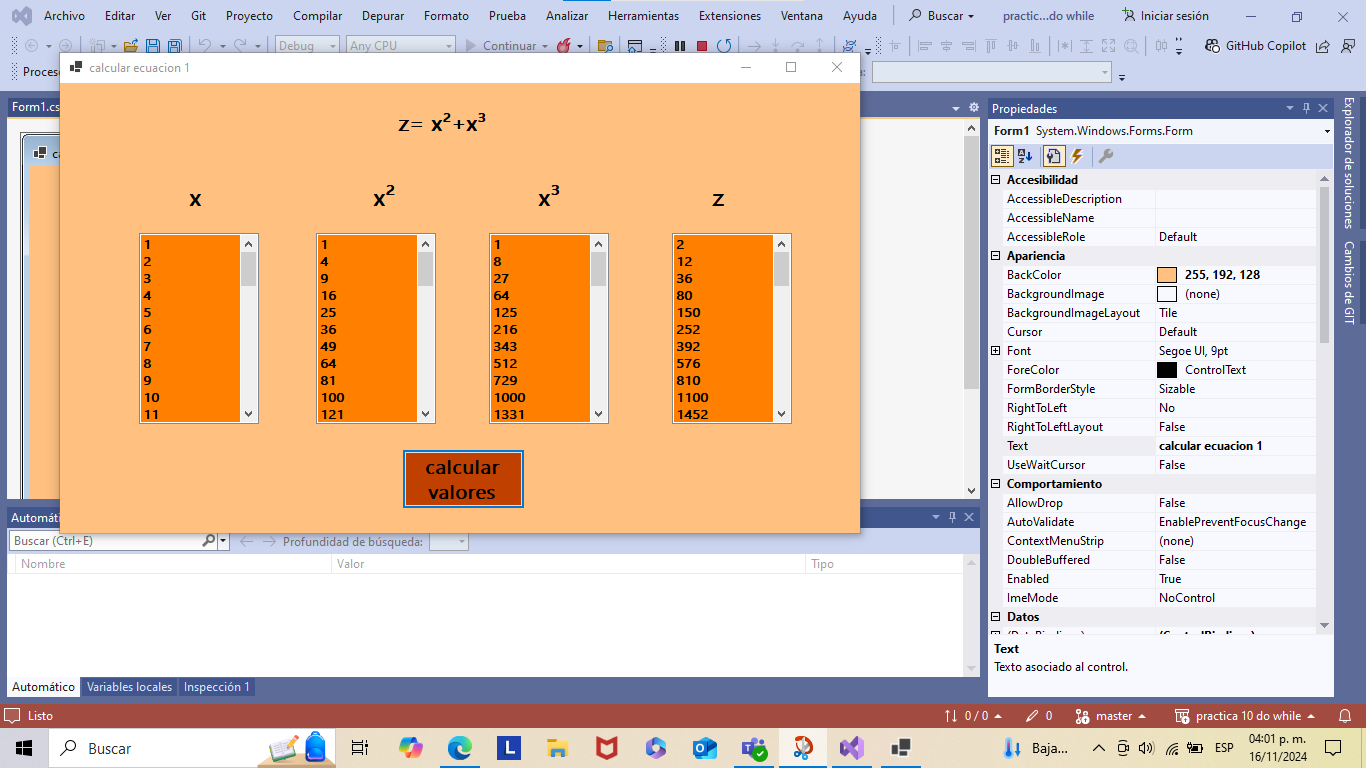 Archivo Editar Ver Git Proyecto Compilar Depurar Formato Prueba Analizar Herramientas Extensiones Ventana Ayuda Buscar practic...do while Iniciar sesión
Debug Any CPU Continuar GitHub Copilot
Proces
calcular ecuacion 1
Form1.cs
z= x²+x³
x x² x³ z
1 1 1 2
2 4 8 12
3 9 27 36
4 16 64 80
5 25 125 150
6 36 216 252
7 49 343 392
8 64 512 576
9 81 729 810
10 100 1000 1100
11 121 1331 1452
calcular
valores
Automáti
Buscar (Ctrl+E) Profundidad de búsqueda:
Nombre Valor Tipo
Automático Variables locales Inspección 1
Propiedades
Form1 System.Windows.Forms.Form
Accesibilidad
AccessibleDescription
AccessibleName
AccessibleRole Default
Apariencia
BackColor 255, 192, 128
BackgroundImage (none)
BackgroundImageLayout Tile
Cursor Default
Font Segoe UI, 9pt
ForeColor ControlText
FormBorderStyle Sizable
RightToLeft No
RightToLeftLayout False
Text calcular ecuacion 1
UseWaitCursor False
Comportamiento
AllowDrop False
AutoValidate EnablePreventFocusChange
ContextMenuStrip (none)
DoubleBuffered False
Enabled True
ImeMode NoControl
Datos
(DataBindings) (ControlBindings)
Text
Texto asociado al control.
Explorador de soluciones
Cambios de GIT
Listo 0 / 0 0 master practica 10 do while
Buscar L Baja... ESP 04:01 p. m.
16/11/2024